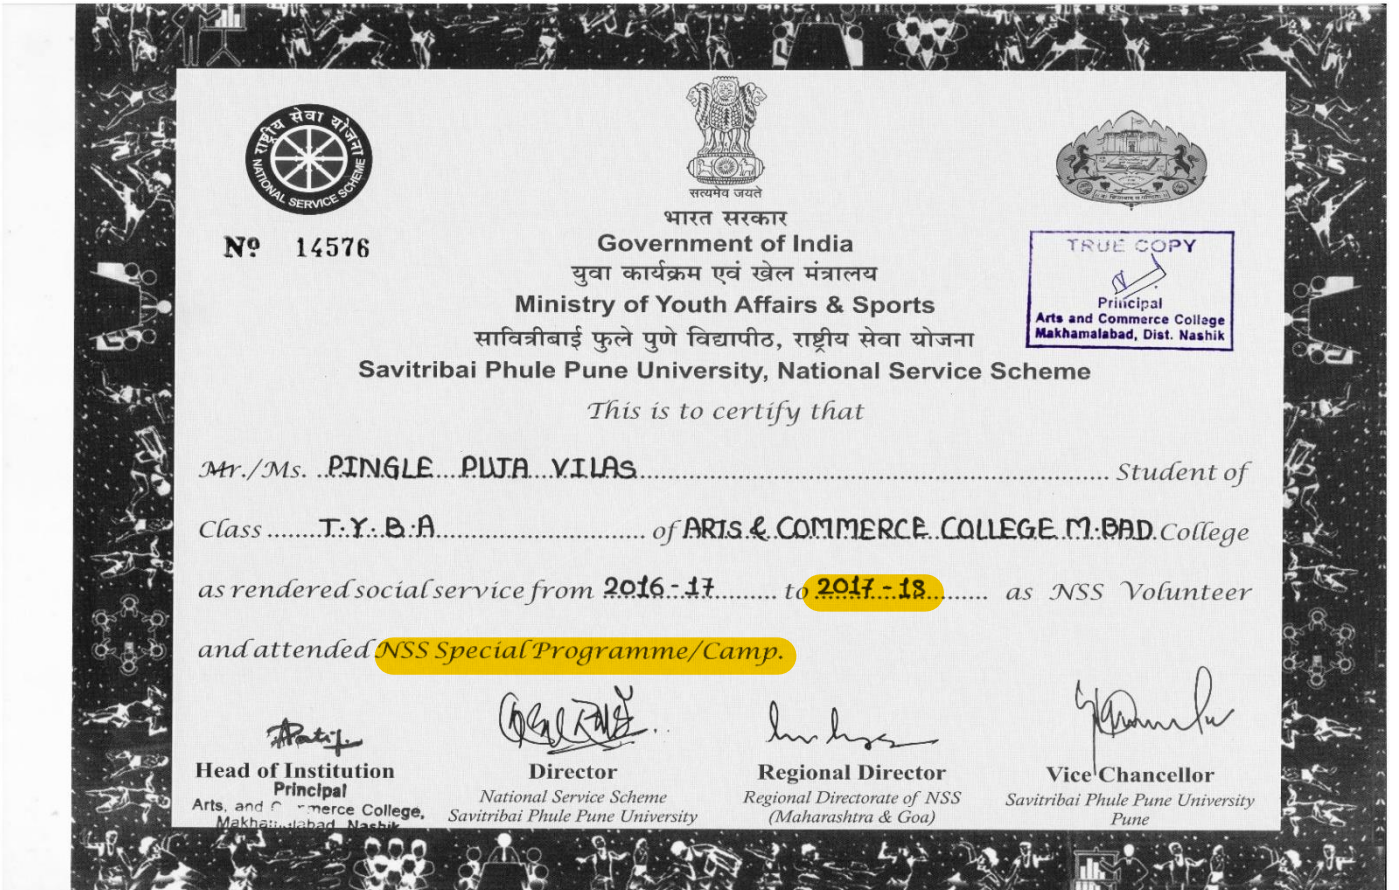 राष्ट्रीय सेवा योजना
NATIONAL SERVICE SCHEME
Nº 14576
सत्यमेव जयते
भारत सरकार
Government of India
युवा कार्यक्रम एवं खेल मंत्रालय
Ministry of Youth Affairs & Sports
सावित्रीबाई फुले पुणे विद्यापीठ, राष्ट्रीय सेवा योजना
Savitribai Phule Pune University, National Service Scheme
TRUE COPY
Principal
Arts and Commerce College
Makhamalabad, Dist. Nashik
This is to certify that
Mr./Ms. PINGLE PUJA VILAS Student of
Class T.Y.B.A of ARTS & COMMERCE COLLEGE M.BAD. College
as rendered social service from 2016-17 to 2017-18 as NSS Volunteer
and attended NSS Special Programme/Camp.
Head of Institution
Principal
Arts, and College,
Nashik
Director
National Service Scheme
Savitribai Phule Pune University
Regional Director
Regional Directorate of NSS
(Maharashtra & Goa)
Vice Chancellor
Savitribai Phule Pune University
Pune